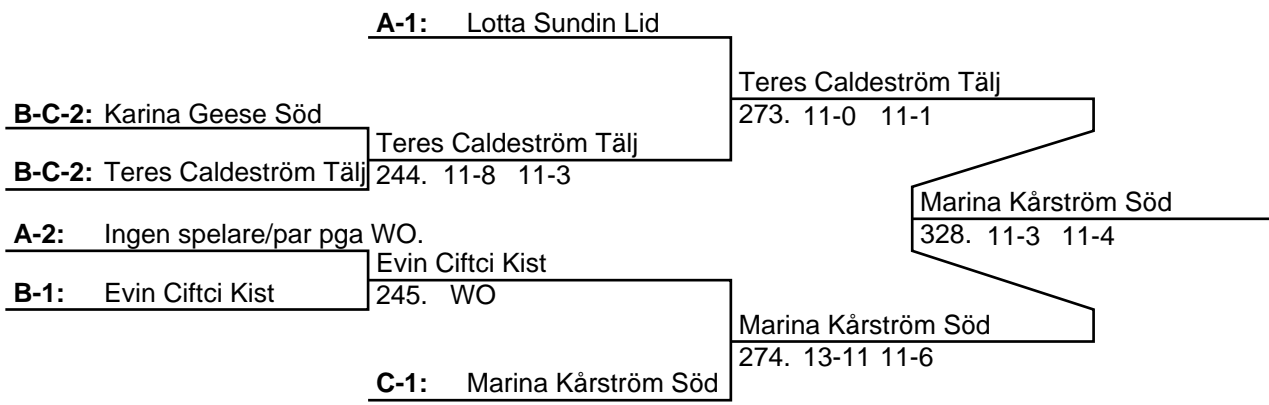 A-1: Lotta Sundin Lid
Teres Caldeström Tälj
273. 11-0 11-1
B-C-2: Karina Geese Söd
Teres Caldeström Tälj
B-C-2: Teres Caldeström Tälj
244. 11-8 11-3
Marina Kårström Söd
328. 11-3 11-4
A-2: Ingen spelare/par pga WO.
Evin Ciftci Kist
B-1: Evin Ciftci Kist
245. WO
Marina Kårström Söd
274. 13-11 11-6
C-1: Marina Kårström Söd